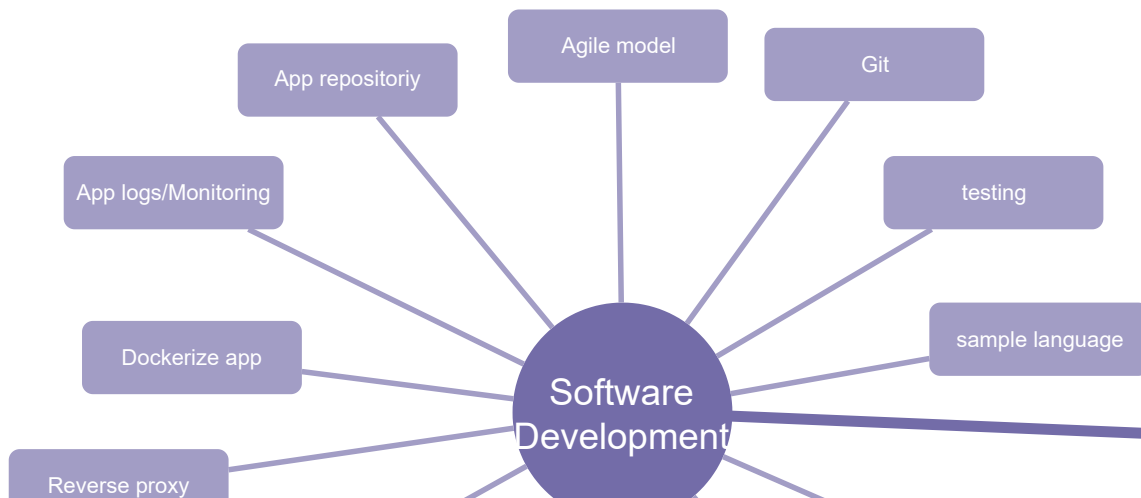 Agile model
Git
App repositoriy
App logs/Monitoring
testing
sample language
Dockerize app
Software
Development
Reverse proxy